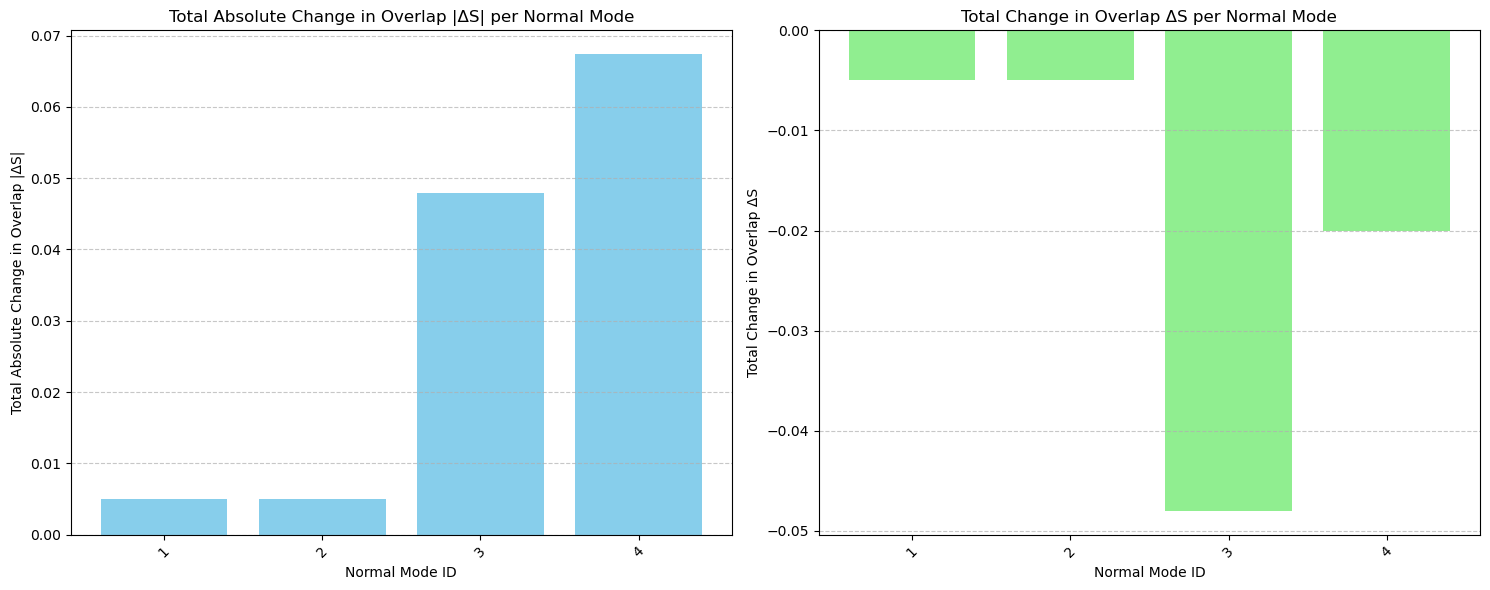 Total Absolute Change in Overlap |ΔS| per Normal Mode
Total Absolute Change in Overlap |ΔS|
0.07
0.06
0.05
0.04
0.03
0.02
0.01
0.00
1 2 3 4
Normal Mode ID
Total Change in Overlap ΔS per Normal Mode
Total Change in Overlap ΔS
0.00
−0.01
−0.02
−0.03
−0.04
−0.05
1 2 3 4
Normal Mode ID